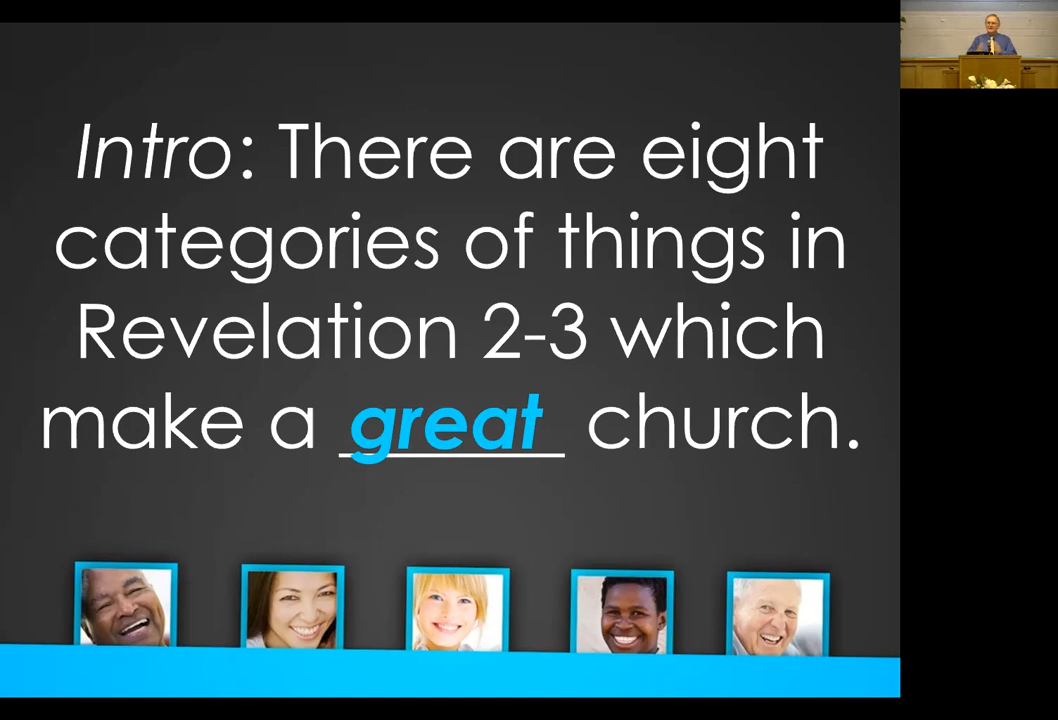 Intro: There are eight
categories of things in
Revelation 2-3 which
make a great church.